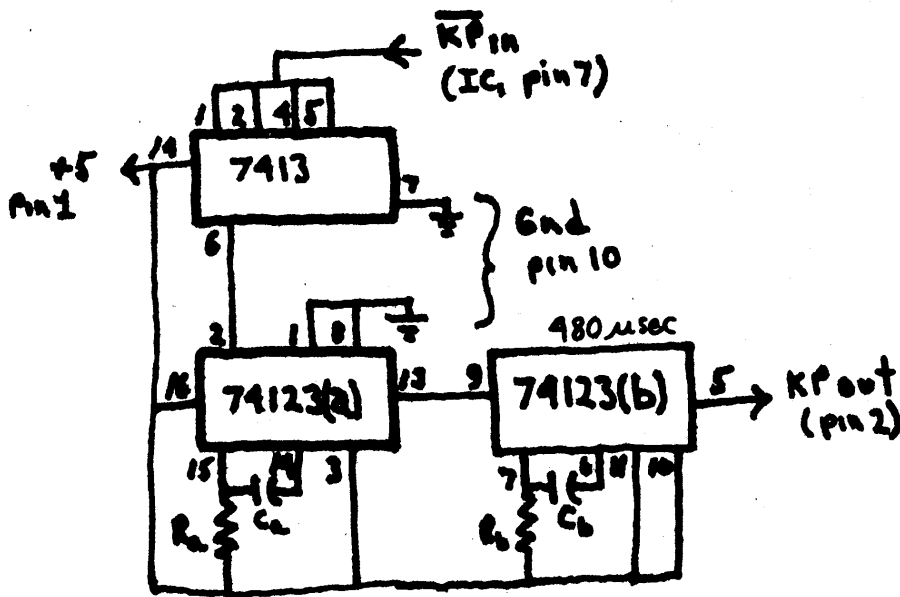 K̅P̅ in
(IC, pin 7)
1 2 4 5
14
+5
pin 1
7413
7
6
Gnd
pin 10
2 1 8
480 µsec
16
74123(a)
13
9
74123(b)
5
KP out
(pin 2)
15 14 3
Ca
Ra
7 6 11 10
Cb
Rb